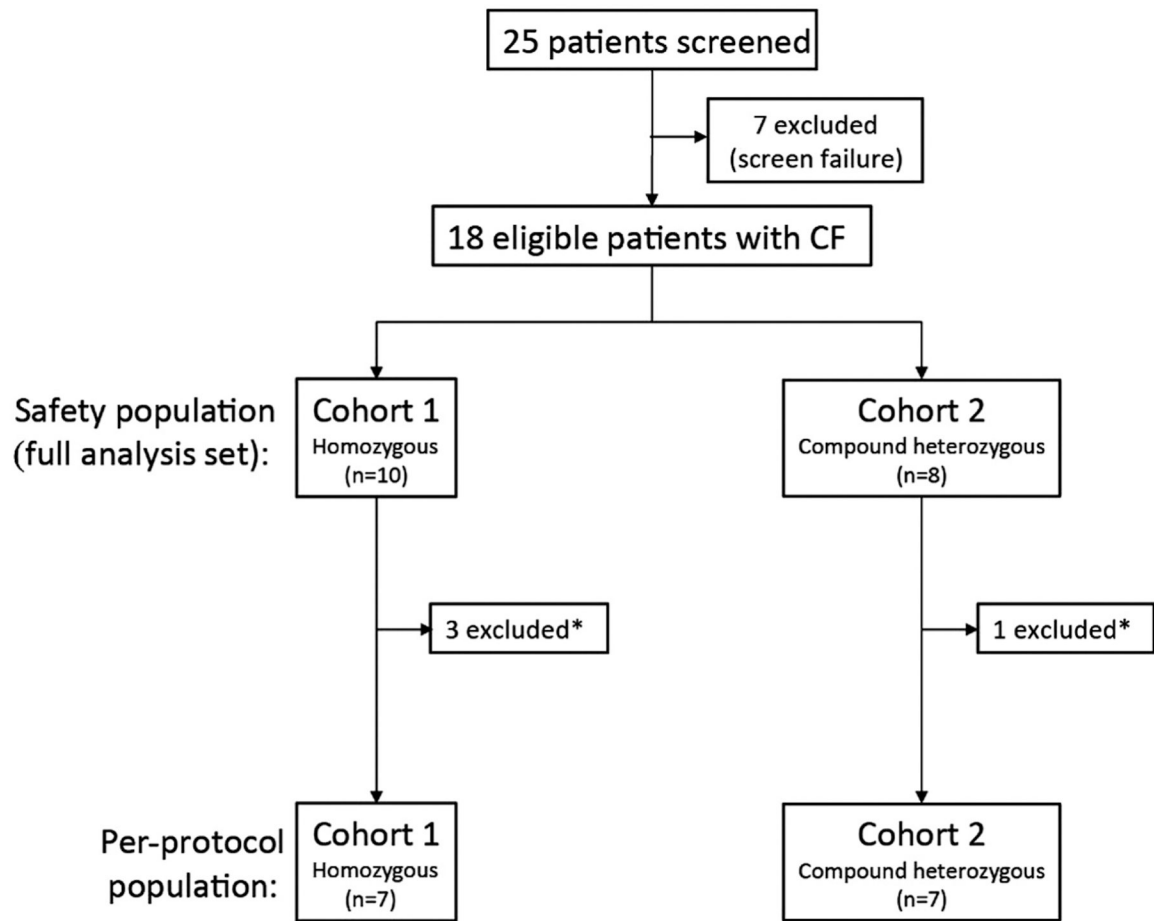 25 patients screened
7 excluded
(screen failure)
18 eligible patients with CF
Safety population
(full analysis set):
Cohort 1
Homozygous
(n=10)
Cohort 2
Compound heterozygous
(n=8)
3 excluded*
1 excluded*
Per-protocol
population:
Cohort 1
Homozygous
(n=7)
Cohort 2
Compound heterozygous
(n=7)